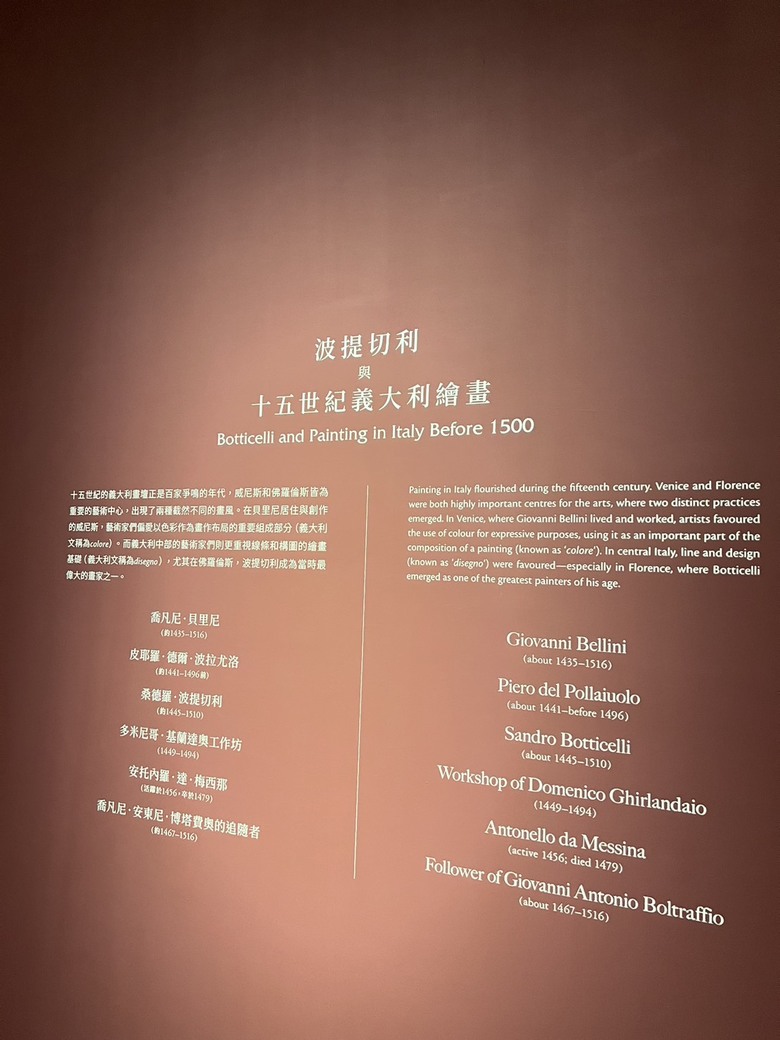 波提切利
與
十五世紀義大利繪畫
Botticelli and Painting in Italy Before 1500
十五世紀的義大利畫壇正是百家爭鳴的年代，威尼斯和佛羅倫斯皆為
重要的藝術中心，出現了兩種截然不同的畫風。在貝里尼居住與創作
的威尼斯，藝術家們偏愛以色彩作為畫作布局的重要組成部分（義大利
文稱為colore）。而義大利中部的藝術家們則更重視線條和構圖的繪畫
基礎（義大利文稱為disegno），尤其在佛羅倫斯，波提切利成為當時最
偉大的畫家之一。
喬凡尼·貝里尼
(約1435–1516)
皮耶羅·德爾·波拉尤洛
(約1441–1496前)
桑德羅·波提切利
(約1445–1510)
多米尼哥·基蘭達奧工作坊
(1449–1494)
安托內羅·達·梅西那
(活躍於1456，卒於1479)
喬凡尼·安東尼·博塔費奧的追隨者
(約1467–1516)
Painting in Italy flourished during the fifteenth century. Venice and Florence
were both highly important centres for the arts, where two distinct practices
emerged. In Venice, where Giovanni Bellini lived and worked, artists favoured
the use of colour for expressive purposes, using it as an important part of the
composition of a painting (known as ‘colore’). In central Italy, line and design
(known as ‘disegno’) were favoured—especially in Florence, where Botticelli
emerged as one of the greatest painters of his age.
Giovanni Bellini
(about 1435–1516)
Piero del Pollaiuolo
(about 1441–before 1496)
Sandro Botticelli
(about 1445–1510)
Workshop of Domenico Ghirlandaio
(1449–1494)
Antonello da Messina
(active 1456; died 1479)
Follower of Giovanni Antonio Boltraffio
(about 1467–1516)